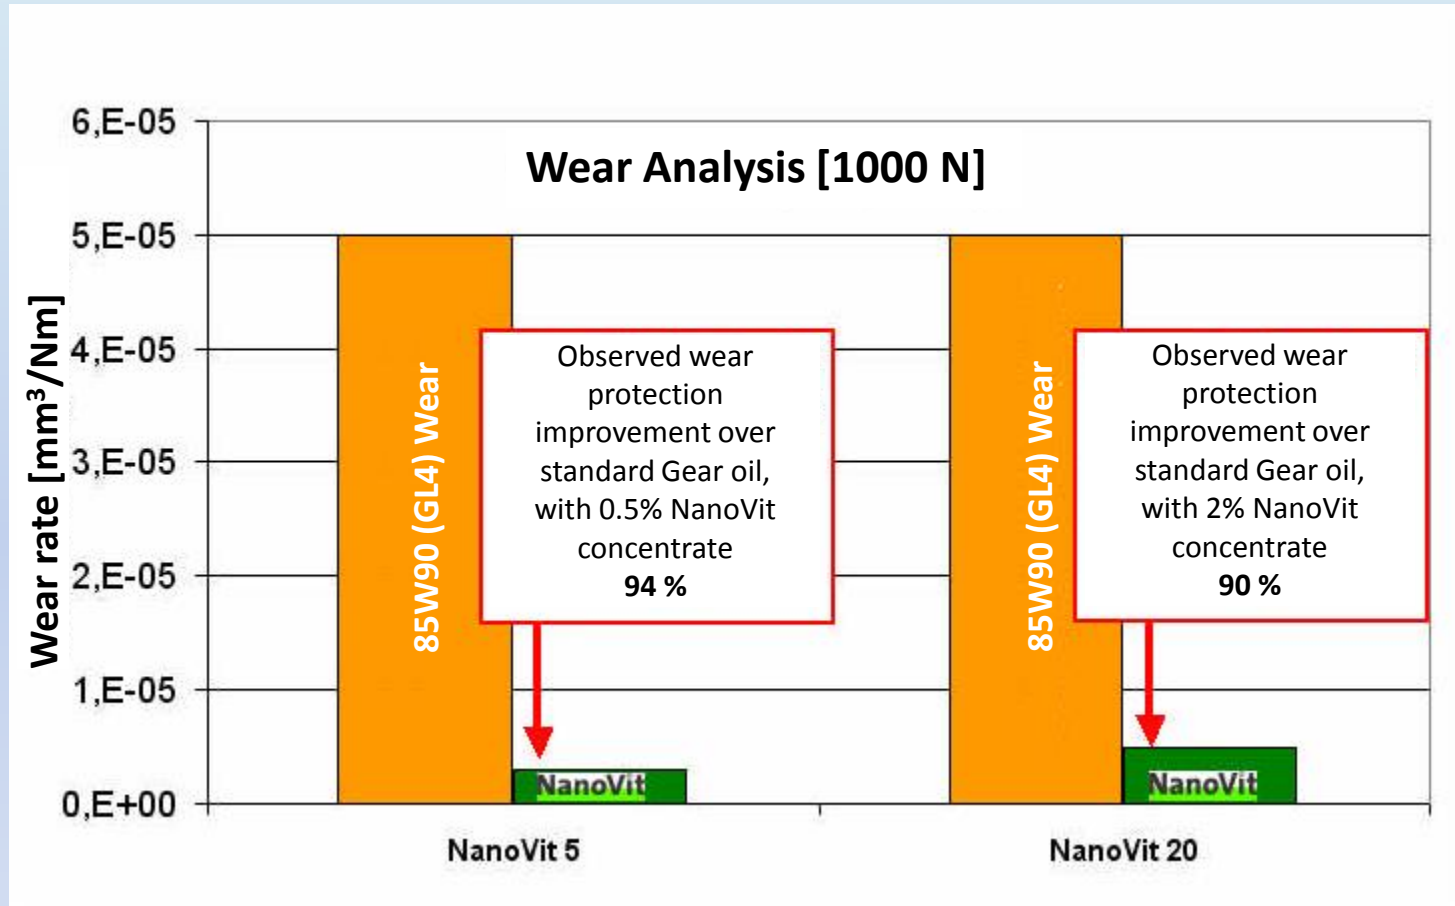 Wear Analysis [1000 N]
Wear rate [mm³/Nm]
6,E-05
5,E-05
4,E-05
3,E-05
2,E-05
1,E-05
0,E+00
85W90 (GL4) Wear
Observed wear
protection
improvement over
standard Gear oil,
with 0.5% NanoVit
concentrate
94 %
NanoVit
85W90 (GL4) Wear
Observed wear
protection
improvement over
standard Gear oil,
with 2% NanoVit
concentrate
90 %
NanoVit
NanoVit 5
NanoVit 20